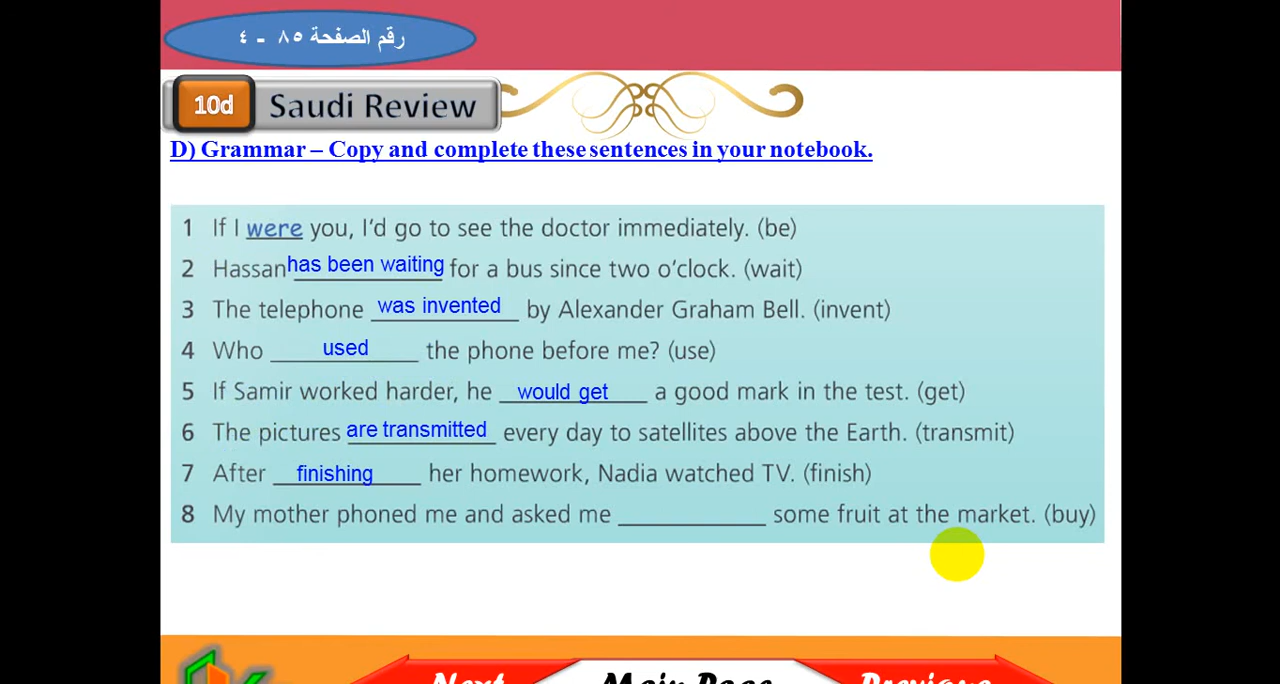 رقم الصفحة ٨٥ - ٤
10d Saudi Review
D) Grammar – Copy and complete these sentences in your notebook.
1 If I were you, I'd go to see the doctor immediately. (be)
2 Hassan has been waiting for a bus since two o'clock. (wait)
3 The telephone was invented by Alexander Graham Bell. (invent)
4 Who used the phone before me? (use)
5 If Samir worked harder, he would get a good mark in the test. (get)
6 The pictures are transmitted every day to satellites above the Earth. (transmit)
7 After finishing her homework, Nadia watched TV. (finish)
8 My mother phoned me and asked me ____________ some fruit at the market. (buy)
Next Main Page Previous